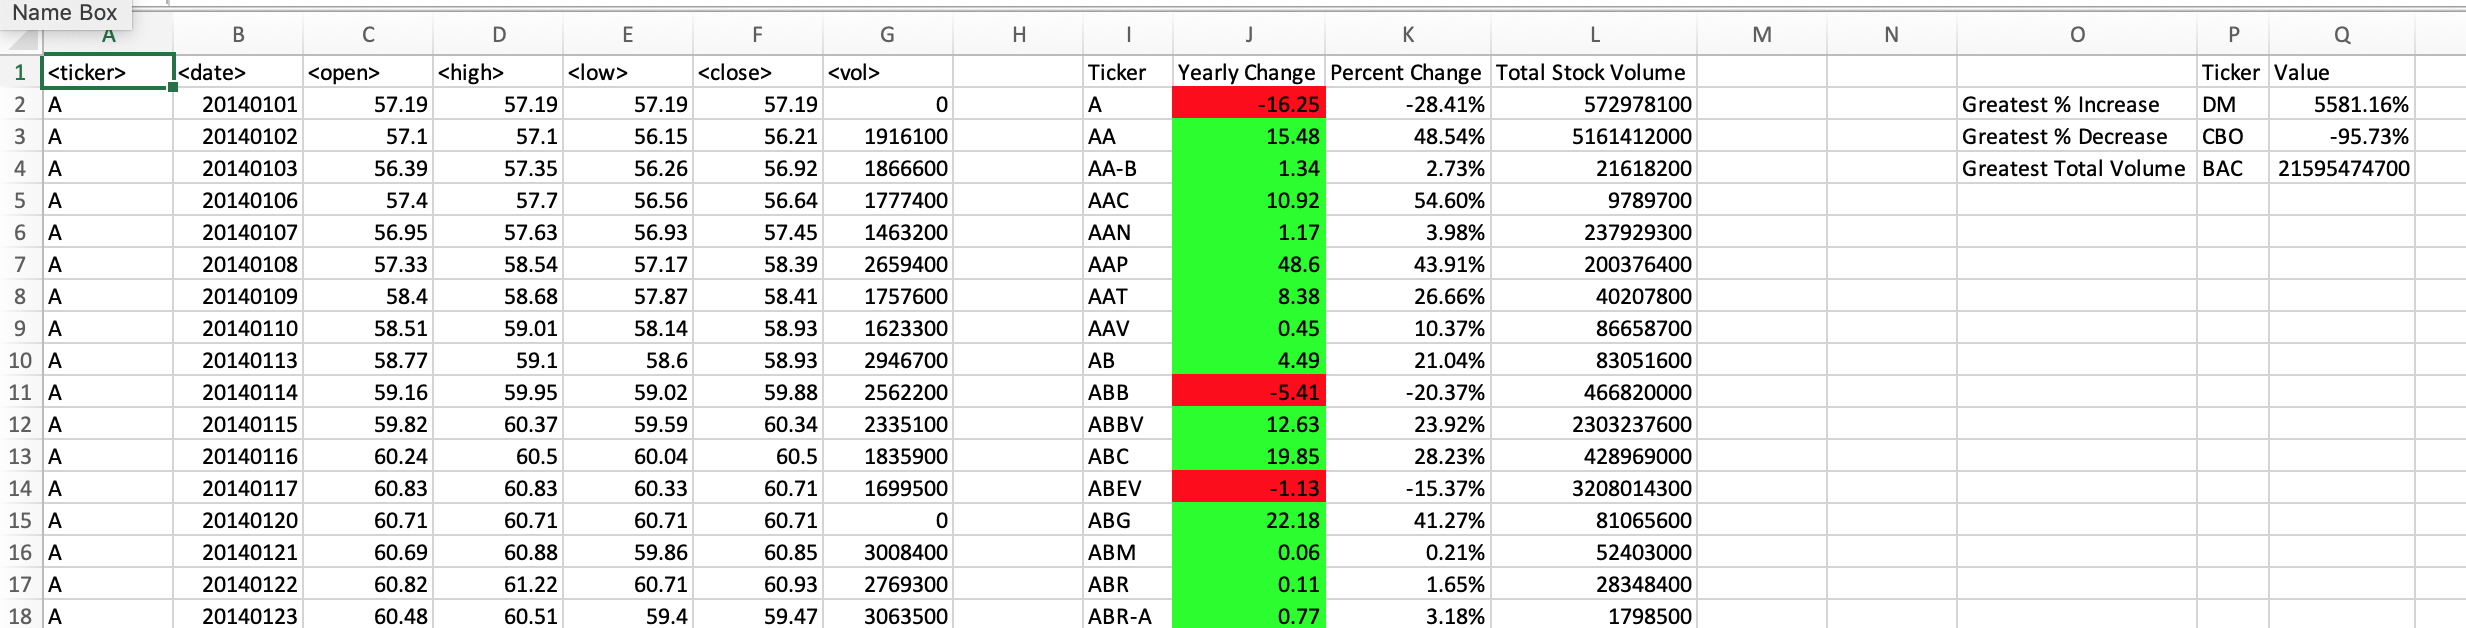 Name Box
A B C D E F G H I J K L M N O P Q
1 <ticker> <date> <open> <high> <low> <close> <vol> Ticker Yearly Change Percent Change Total Stock Volume Ticker Value
2 A 20140101 57.19 57.19 57.19 57.19 0 A -16.25 -28.41% 572978100 Greatest % Increase DM 5581.16%
3 A 20140102 57.1 57.1 56.15 56.21 1916100 AA 15.48 48.54% 5161412000 Greatest % Decrease CBO -95.73%
4 A 20140103 56.39 57.35 56.26 56.92 1866600 AA-B 1.34 2.73% 21618200 Greatest Total Volume BAC 21595474700
5 A 20140106 57.4 57.7 56.56 56.64 1777400 AAC 10.92 54.60% 9789700
6 A 20140107 56.95 57.63 56.93 57.45 1463200 AAN 1.17 3.98% 237929300
7 A 20140108 57.33 58.54 57.17 58.39 2659400 AAP 48.6 43.91% 200376400
8 A 20140109 58.4 58.68 57.87 58.41 1757600 AAT 8.38 26.66% 40207800
9 A 20140110 58.51 59.01 58.14 58.93 1623300 AAV 0.45 10.37% 86658700
10 A 20140113 58.77 59.1 58.6 58.93 2946700 AB 4.49 21.04% 83051600
11 A 20140114 59.16 59.95 59.02 59.88 2562200 ABB -5.41 -20.37% 466820000
12 A 20140115 59.82 60.37 59.59 60.34 2335100 ABBV 12.63 23.92% 2303237600
13 A 20140116 60.24 60.5 60.04 60.5 1835900 ABC 19.85 28.23% 428969000
14 A 20140117 60.83 60.83 60.33 60.71 1699500 ABEV -1.13 -15.37% 3208014300
15 A 20140120 60.71 60.71 60.71 60.71 0 ABG 22.18 41.27% 81065600
16 A 20140121 60.69 60.88 59.86 60.85 3008400 ABM 0.06 0.21% 52403000
17 A 20140122 60.82 61.22 60.71 60.93 2769300 ABR 0.11 1.65% 28348400
18 A 20140123 60.48 60.51 59.4 59.47 3063500 ABR-A 0.77 3.18% 1798500